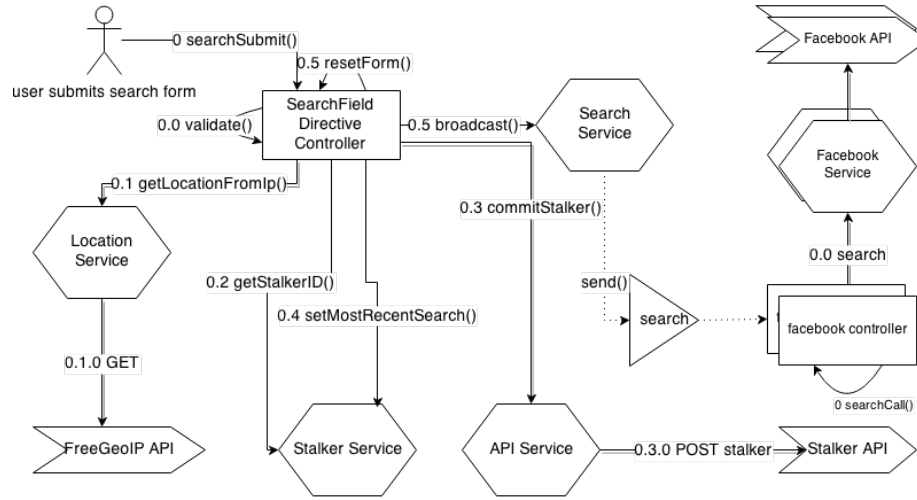 0 searchSubmit()
Facebook API
0.5 resetForm()
user submits search form
SearchField
Directive
Controller
0.0 validate()
0.5 broadcast()
Search
Service
Facebook
Service
0.1 getLocationFromIp()
0.3 commitStalker()
Location
Service
0.0 search
0.2 getStalkerID()
send()
0.4 setMostRecentSearch()
search
facebook controller
0.1.0 GET
0 searchCall()
FreeGeoIP API
Stalker Service
API Service
0.3.0 POST stalker
Stalker API